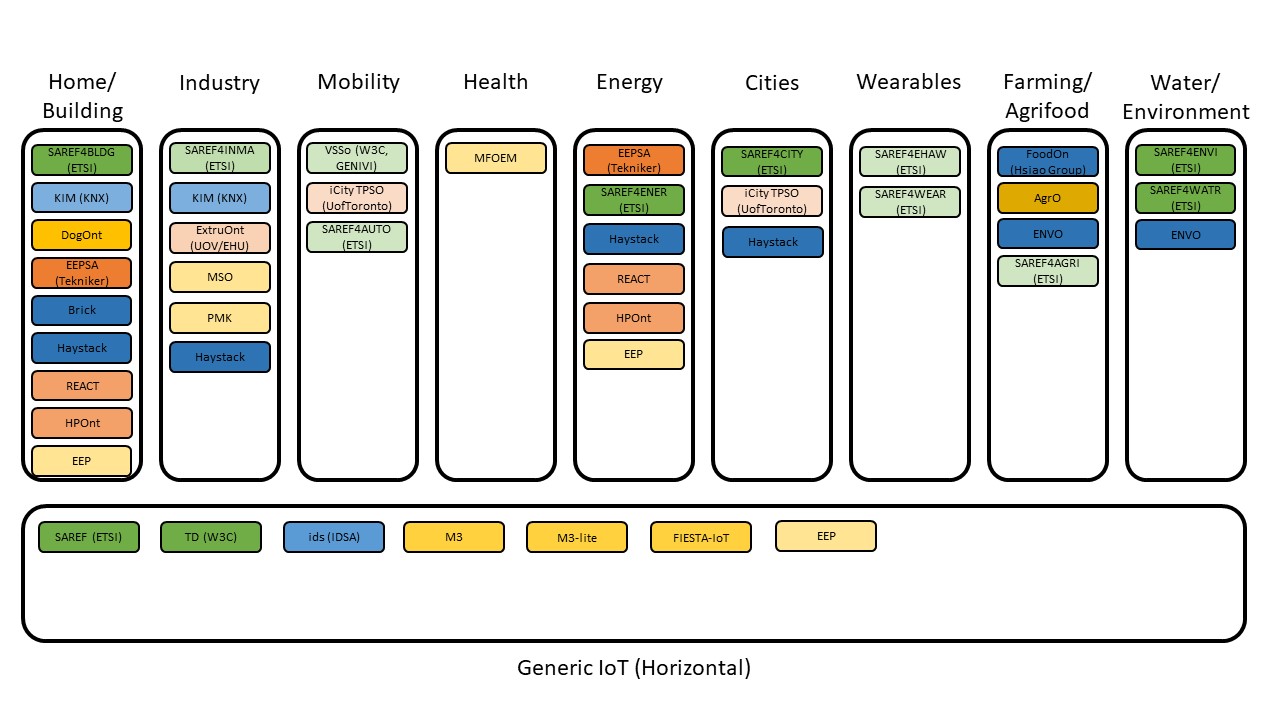 Home/
Building
SAREF4BLDG
(ETSI)
KIM (KNX)
DogOnt
EEPSA
(Tekniker)
Brick
Haystack
REACT
HPOnt
EEP
Industry
SAREF4INMA
(ETSI)
KIM (KNX)
ExtruOnt
(UOV/EHU)
MSO
PMK
Haystack
Mobility
VSSo (W3C,
GENIVI)
iCity TPSO
(UofToronto)
SAREF4AUTO
(ETSI)
Health
MFOEM
Energy
EEPSA
(Tekniker)
SAREF4ENER
(ETSI)
Haystack
REACT
HPOnt
EEP
Cities
SAREF4CITY
(ETSI)
iCity TPSO
(UofToronto)
Haystack
Wearables
SAREF4EHAW
(ETSI)
SAREF4WEAR
(ETSI)
Farming/
Agrifood
FoodOn
(Hsiao Group)
AgrO
ENVO
SAREF4AGRI
(ETSI)
Water/
Environment
SAREF4ENVI
(ETSI)
SAREF4WATR
(ETSI)
ENVO
SAREF (ETSI)
TD (W3C)
ids (IDSA)
M3
M3-lite
FIESTA-IoT
EEP
Generic IoT (Horizontal)